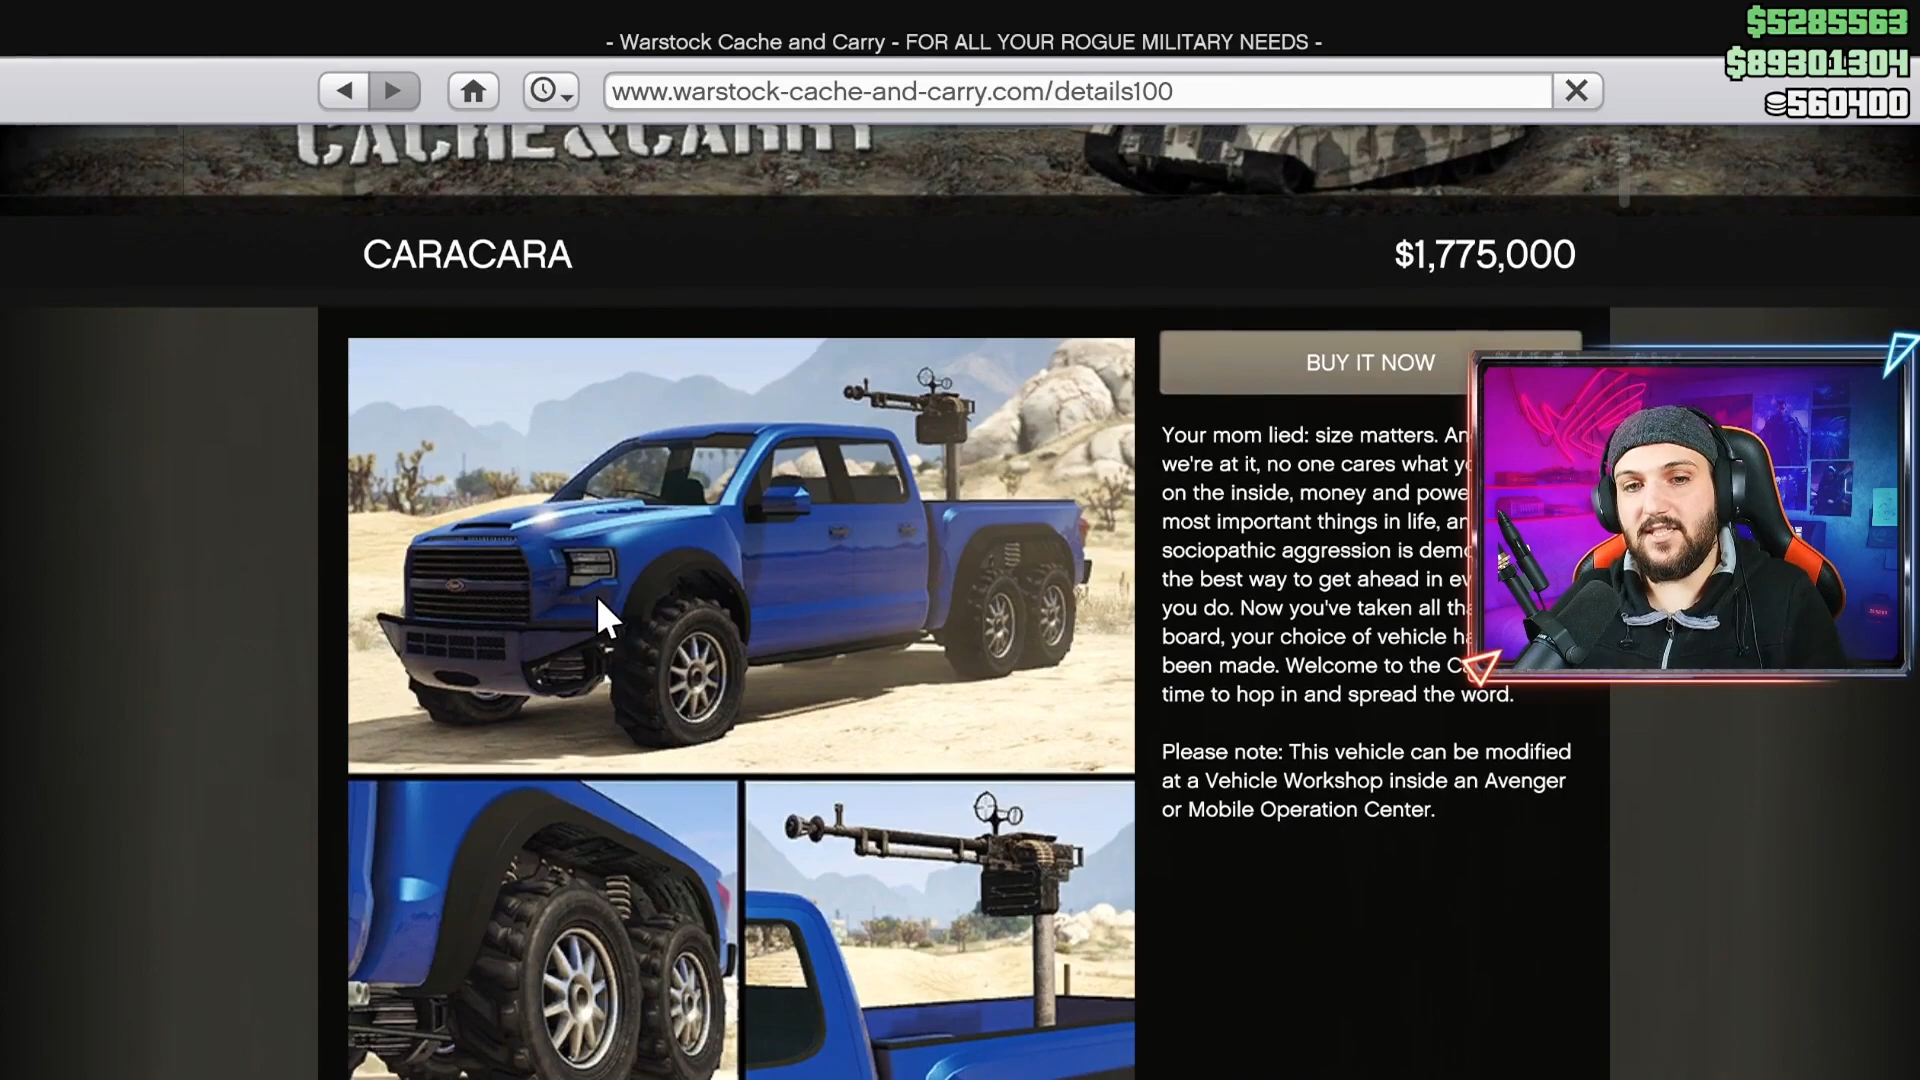 - Warstock Cache and Carry - FOR ALL YOUR ROGUE MILITARY NEEDS -
$5285563
$89301304
560400
www.warstock-cache-and-carry.com/details100
CACHE&CARRY
CARACARA
$1,775,000
BUY IT NOW
Your mom lied: size matters.
we're at it, no one cares what
on the inside, money and
most important things in life,
sociopathic aggression is
the best way to get ahead in
you do. Now you've taken all
board, your choice of vehicle
been made. Welcome to the
time to hop in and spread the word.
Please note: This vehicle can be modified
at a Vehicle Workshop inside an Avenger
or Mobile Operation Center.